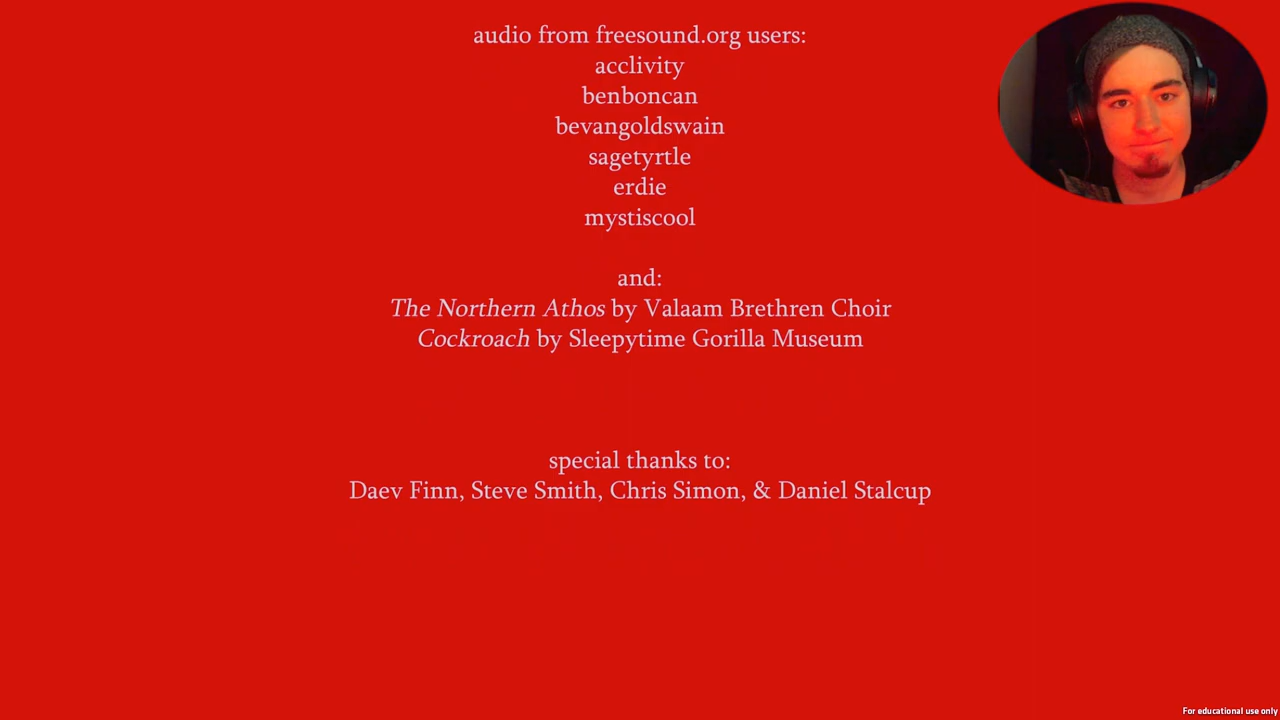 audio from freesound.org users:
acclivity
benboncan
bevangoldswain
sagetyrtle
erdie
mystiscool
and:
The Northern Athos by Valaam Brethren Choir
Cockroach by Sleepytime Gorilla Museum
special thanks to:
Daev Finn, Steve Smith, Chris Simon, & Daniel Stalcup
For educational use only